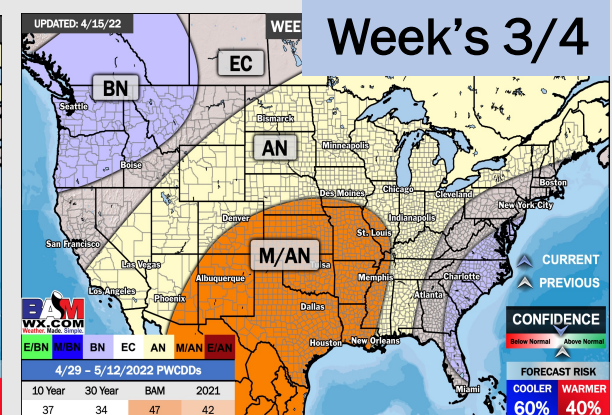 UPDATED: 4/15/22
WEE
Week's 3/4
EC
BN
Seattle
Bismarck
AN
Minneapolis
Boise
Boston
Des Moines
Chicago
Cleveland
New York City
Denver
Indianapolis
San Francisco
St. Louis
M/AN
Las Vegas
Tulsa
CURRENT
Albuquerque
Memphis
Charlotte
PREVIOUS
Los Angeles
Phoenix
Atlanta
Dallas
BAM
WX.COM
Weather. Made. Simple.
CONFIDENCE
Houston
New Orleans
Below Normal
Above Normal
E/BN M/BN BN EC AN M/AN E/AN
4/29 – 5/12/2022 PWCDDs
FORECAST RISK
10 Year 30 Year BAM 2021
Miami
COOLER WARMER
37 34 47 42
60% 40%